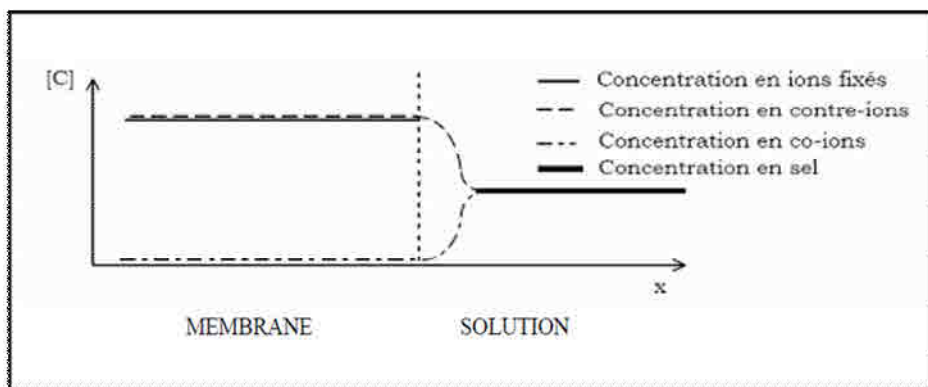 [C]
Concentration en ions fixés
Concentration en contre-ions
Concentration en co-ions
Concentration en sel
x
MEMBRANE
SOLUTION